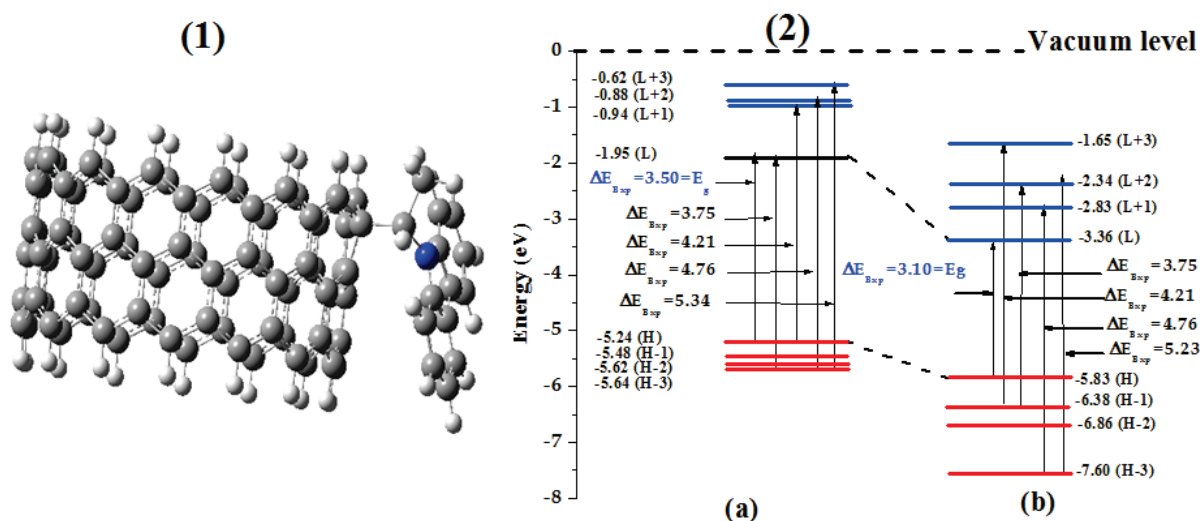 (1)
(2)
Vacuum level
Energy (eV)
0
-1
-2
-3
-4
-5
-6
-7
-8
-0.62 (L+3)
-0.88 (L+2)
-0.94 (L+1)
-1.95 (L)
ΔE_Exp =3.50=E_g
ΔE_Exp =3.75
ΔE_Exp =4.21
ΔE_Exp =4.76
ΔE_Exp =5.34
-5.24 (H)
-5.48 (H-1)
-5.62 (H-2)
-5.64 (H-3)
(a)
-1.65 (L+3)
-2.34 (L+2)
-2.83 (L+1)
-3.36 (L)
ΔE_Exp =3.10=Eg
ΔE_Exp =3.75
ΔE_Exp =4.21
ΔE_Exp =4.76
ΔE_Exp =5.23
-5.83 (H)
-6.38 (H-1)
-6.86 (H-2)
-7.60 (H-3)
(b)